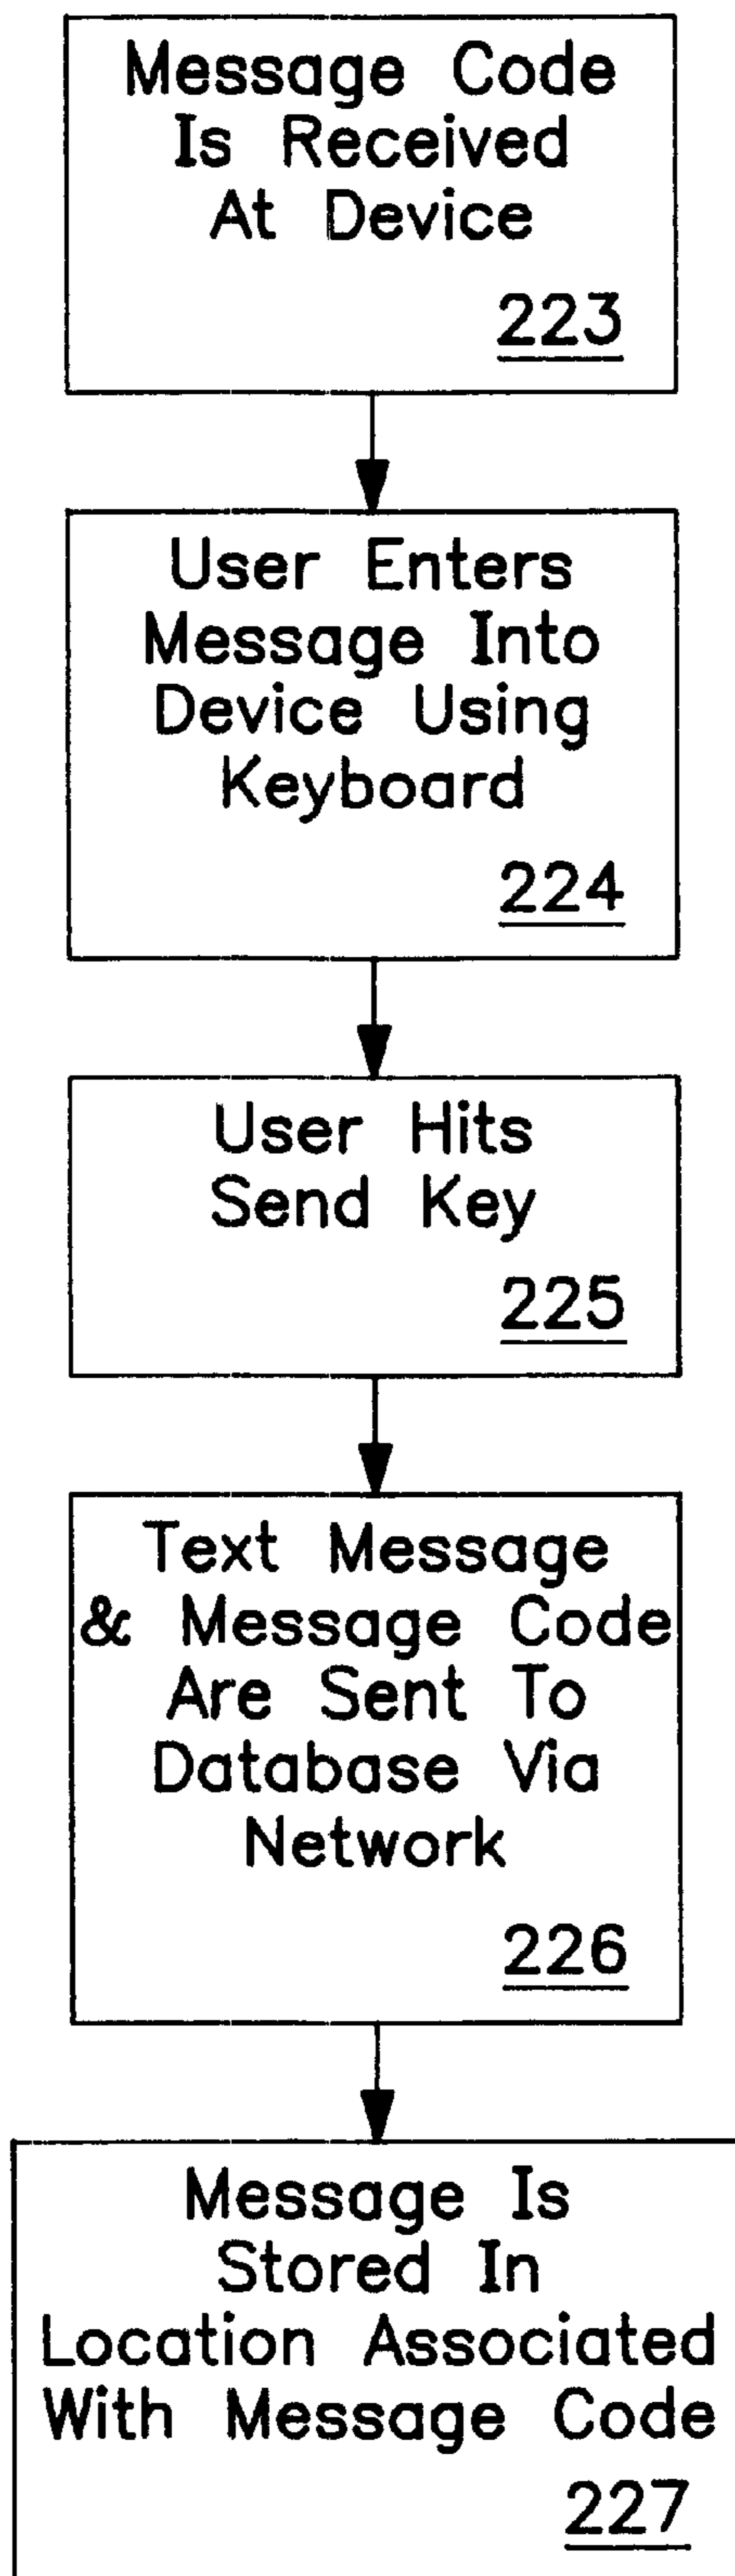 Message Code
Is Received
At Device
223
User Enters
Message Into
Device Using
Keyboard
224
User Hits
Send Key
225
Text Message
& Message Code
Are Sent To
Database Via
Network
226
Message Is
Stored In
Location Associated
With Message Code
227